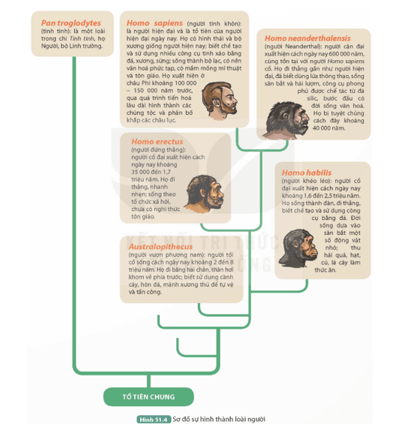 Pan troglodytes
(tinh tinh): là một loài
trong chi Tinh tinh, họ
Người, bộ Linh trưởng.
Homo sapiens (người tinh khôn):
là người hiện đại và là tổ tiên của người
hiện đại ngày nay. Họ có hình thái và bộ
xương giống người hiện nay; biết chế tạo
và sử dụng nhiều công cụ tinh xảo bằng
đá, xương, sừng; sống thành bộ lạc, có nền
văn hoá phức tạp, có mầm mống mĩ thuật
và tôn giáo. Họ xuất hiện ở
châu Phi khoảng 100 000
– 150 000 năm trước,
qua quá trình tiến hoá
lâu dài hình thành các
chủng tộc và phân bố
khắp các châu lục.
Homo neanderthalensis
(người Neanderthal): người cận đại
xuất hiện cách ngày nay 600 000 năm,
cùng tồn tại với người Homo sapiens
cổ. Họ đi thẳng gần như người hiện
đại, đã biết dùng lửa thông thạo, sống
săn bắt và hái lượm, công cụ phong
phú được chế tác từ đá
silic, bước đầu có
đời sống văn hoá.
Họ bị tuyệt chủng
cách đây khoảng
40 000 năm.
Homo erectus
(người đứng thẳng):
người cổ đại xuất hiện cách
ngày nay khoảng
35 000 đến 1,7
triệu năm. Họ đi
thẳng, nhanh
nhẹn; sống theo
tổ chức xã hội,
chưa có nghi thức
tôn giáo.
Homo habilis
(người khéo léo): người cổ
đại xuất hiện cách ngày nay
khoảng 1,6 đến 2,5 triệu năm.
Họ sống thành đàn, đi thẳng,
biết chế tạo và sử dụng công
cụ bằng đá. Đời
sống dựa vào
săn bắt một
số động vật
nhỏ; thu
hái quả, hạt,
củ, lá cây làm
thức ăn.
Australopithecus
(người vượn phương nam): người tối
cổ sống cách ngày nay khoảng 2 đến 8
triệu năm. Họ đi bằng hai chân, thân hơi
khom về phía trước; biết sử dụng cành
cây, hòn đá, mảnh xương thú để tự vệ
và tấn công.
KẾT NỐI TRI THỨC
TỔ TIÊN CHUNG
Hình 51.4 Sơ đồ sự hình thành loài người